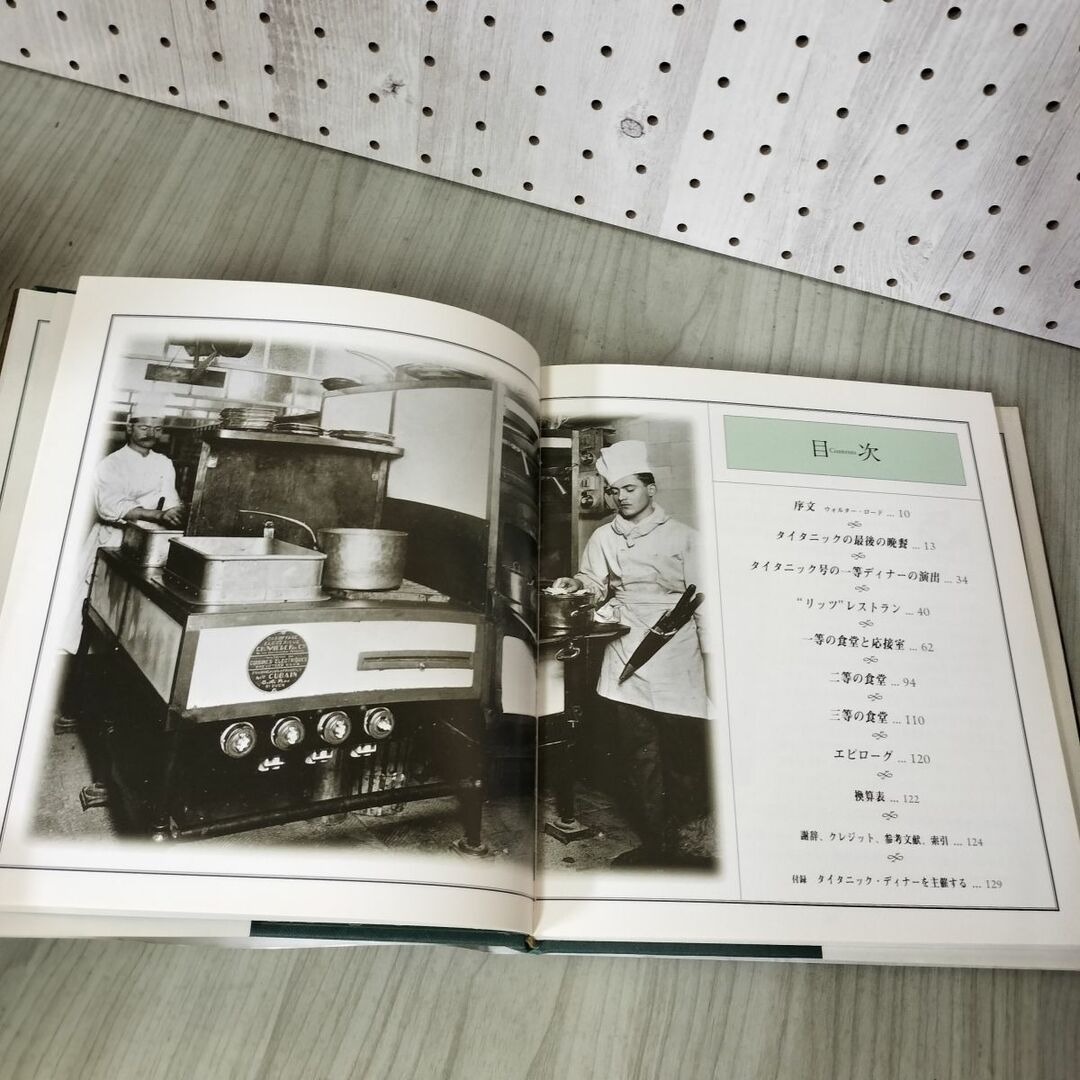 CUBAIN
目次
Contents
序文 ウォルター・ロード ... 10
タイタニックの最後の晩餐 ... 13
タイタニック号の一等ディナーの演出 ... 34
“リッツ”レストラン ... 40
一等の食堂と応接室 ... 62
二等の食堂 ... 94
三等の食堂 ... 110
エピローグ ... 120
換算表 ... 122
謝辞、クレジット、参考文献、索引 ... 124
付録 タイタニック・ディナーを主催する ... 129